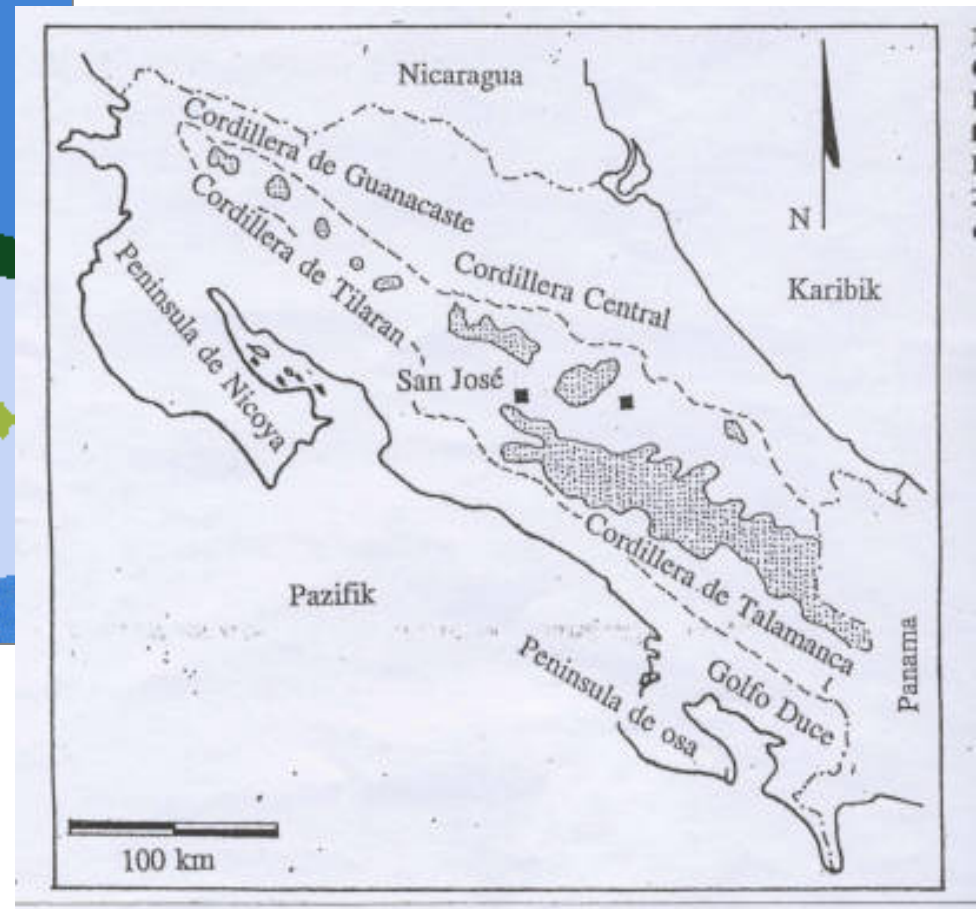 Nicaragua
Cordillera de Guanacaste
N
Cordillera de Tilaran
Cordillera Central
Karibik
Peninsula de Nicoya
San José
Cordillera de Talamanca
Pazifik
Peninsula de osa
Golfo Duce
Panama
100 km